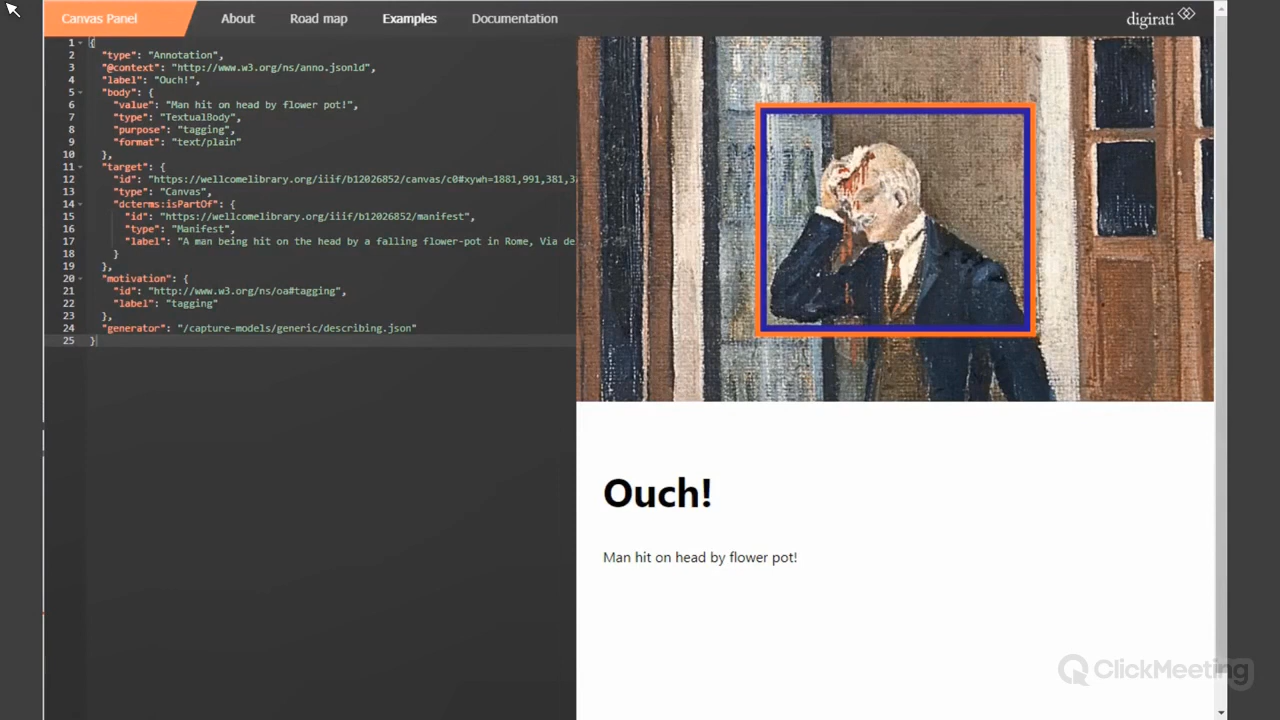 Canvas Panel About Road map Examples Documentation digirati
1 {
2 "type": "Annotation",
3 "@context": "http://www.w3.org/ns/anno.jsonld",
4 "label": "Ouch!",
5 "body": {
6 "value": "Man hit on head by flower pot!",
7 "type": "TextualBody",
8 "purpose": "tagging",
9 "format": "text/plain"
10 },
11 "target": {
12 "id": "https://wellcomelibrary.org/iiif/b12026852/canvas/c0#xywh=1881,991,381,3
13 "type": "Canvas",
14 "dcterms:isPartOf": {
15 "id": "https://wellcomelibrary.org/iiif/b12026852/manifest",
16 "type": "Manifest",
17 "label": "A man being hit on the head by a falling flower-pot in Rome, Via de
18 }
19 },
20 "motivation": {
21 "id": "http://www.w3.org/ns/oa#tagging",
22 "label": "tagging"
23 },
24 "generator": "/capture-models/generic/describing.json"
25 }
Ouch!
Man hit on head by flower pot!
ClickMeeting